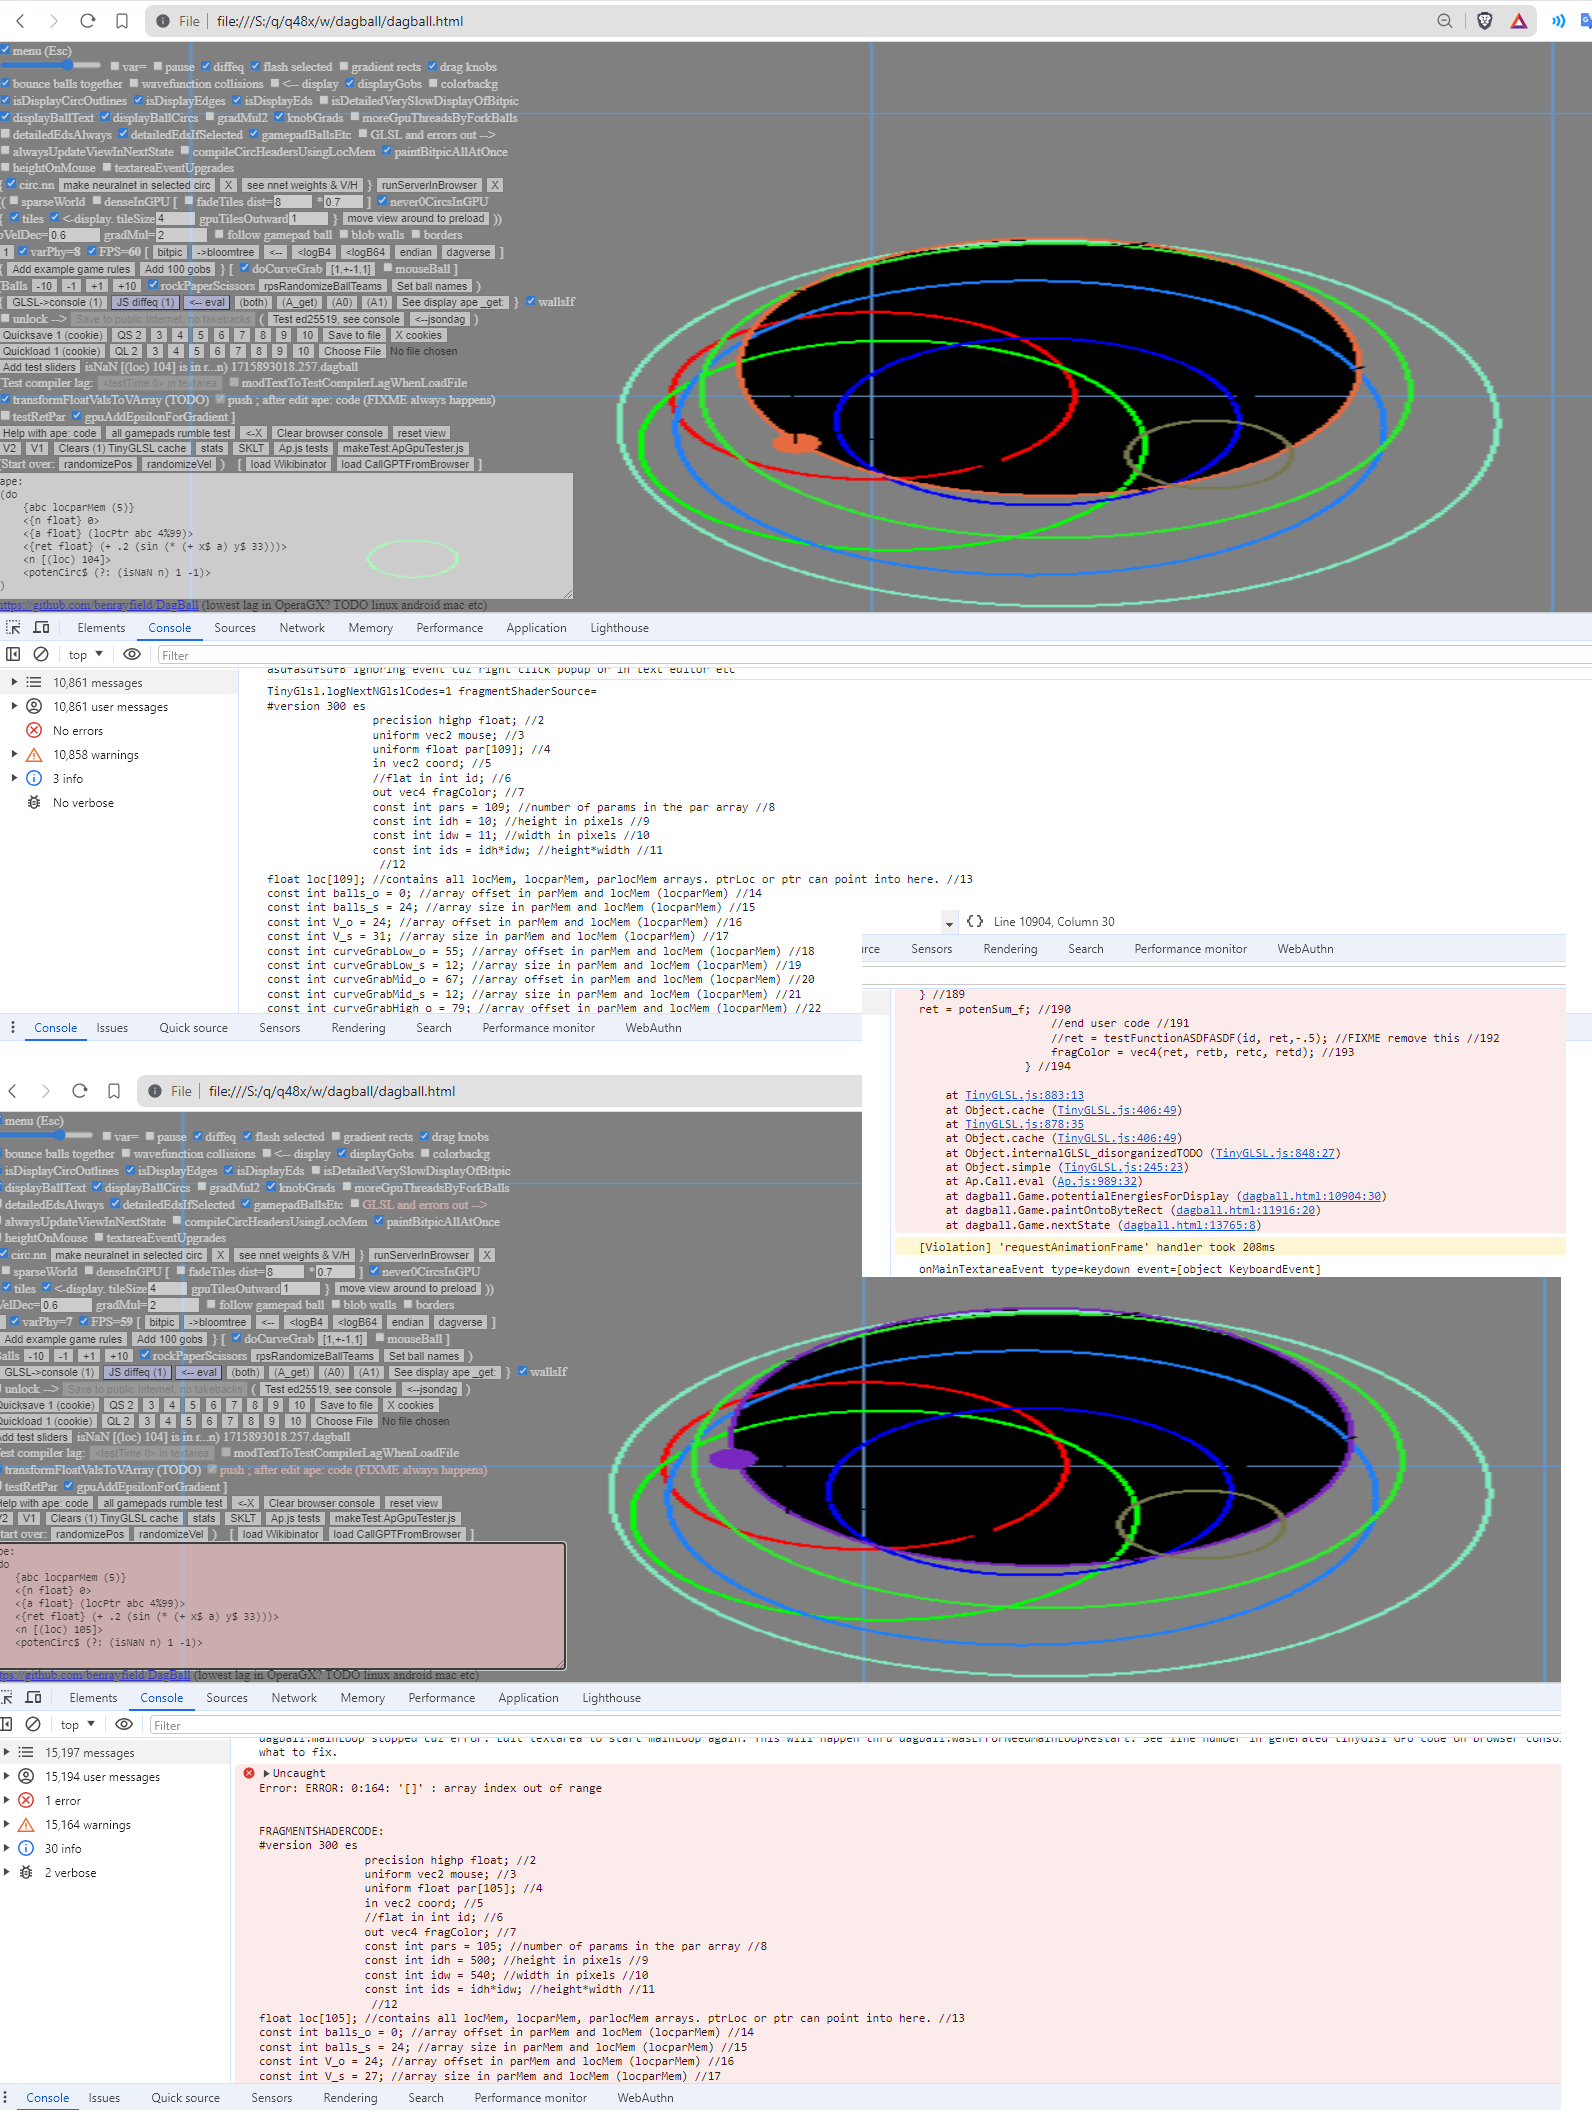 File | file:///S:/q/q48x/w/dagball/dagball.html
menu (Esc)
var= pause diffeq flash selected gradient rects drag knobs
bounce balls together wavefunction collisions <-- display displayGobs colorbackg
isDisplayCircOutlines isDisplayEdges isDisplayEds isDetailedVerySlowDisplayOfBitpic
displayBallText displayBallCircs gradMul2 knobGrads moreGpuThreadsByForkBalls
detailedEdsAlways detailedEdsIfSelected gamepadBallsEtc GLSL and errors out -->
alwaysUpdateViewInNextState compileCircHeadersUsingLocMem paintBitpicAllAtOnce
heightOnMouse textareaEventUpgrades
{ circ.nn make neuralnet in selected circ X see nnet weights & V/H } runServerInBrowser X
(( sparseWorld denseInGPU [ fadeTiles dist=8 *0.7 ] never0CircsInGPU
{ tiles <-display. tileSize4 gpuTilesOutward1 } move view around to preload ))
oVelDec=0.6 gradMul=2 follow gamepad ball blob walls borders
1 varPhy=8 FPS=60 [ bitpic ->bloomtree <-- <logB4 <logB64 endian dagverse ]
{ Add example game rules Add 100 gobs } [ doCurveGrab [1,+-1,1] mouseBall ]
(Balls -10 -1 +1 +10 rockPaperScissors rpsRandomizeBallTeams Set ball names )
{ GLSL->console (1) JS diffeq (1) <-- eval (both) (A_get) (A0) (A1) See display ape _get: } wallsIf
unlock --> Save to public Internet, no takebacks ( Test ed25519, see console <--jsondag )
Quicksave 1 (cookie) QS 2 3 4 5 6 7 8 9 10 Save to file X cookies
Quickload 1 (cookie) QL 2 3 4 5 6 7 8 9 10 Choose File No file chosen
Add test sliders isNaN [(loc) 104] is in r...n) 1715893018.257.dagball
[Test compiler lag: <testTime 0> in textarea modTextToTestCompilerLagWhenLoadFile
transformFloatValsToVArray (TODO) push ; after edit ape: code (FIXME always happens)
testRetPar gpuAddEpsilonForGradient ]
Help with ape: code all gamepads rumble test <-X Clear browser console reset view
V2 V1 Clears (1) TinyGLSL cache stats SKLT Ap.js tests makeTest:ApGpuTester.js
(Start over: randomizePos randomizeVel ) [ load Wikibinator load CallGPTFromBrowser ]
ape:
(do
{abc locparMem (5)}
<{n float} 0>
<{a float} (locPtr abc 4%99)>
<{ret float} (+ .2 (sin (* (+ x$ a) y$ 33)))>
<n [(loc) 104]>
<potenCirc$ (?: (isNaN n) 1 -1)>
)
https://github.com/benrayfield/DagBall (lowest lag in OperaGX? TODO linux android mac etc)
Elements Console Sources Network Memory Performance Application Lighthouse
top Filter
10,861 messages
10,861 user messages
No errors
10,858 warnings
3 info
No verbose
asdfasdfsdfb ignoring event cuz right click popup or in text editor etc
TinyGlsl.logNextNGlslCodes=1 fragmentShaderSource=
#version 300 es
precision highp float; //2
uniform vec2 mouse; //3
uniform float par[109]; //4
in vec2 coord; //5
//flat in int id; //6
out vec4 fragColor; //7
const int pars = 109; //number of params in the par array //8
const int idh = 10; //height in pixels //9
const int idw = 11; //width in pixels //10
const int ids = idh*idw; //height*width //11
//12
float loc[109]; //contains all locMem, locparMem, parlocMem arrays. ptrLoc or ptr can point into here. //13
const int balls_o = 0; //array offset in parMem and locMem (locparMem) //14
const int balls_s = 24; //array size in parMem and locMem (locparMem) //15
const int V_o = 24; //array offset in parMem and locMem (locparMem) //16
const int V_s = 31; //array size in parMem and locMem (locparMem) //17
const int curveGrabLow_o = 55; //array offset in parMem and locMem (locparMem) //18
const int curveGrabLow_s = 12; //array size in parMem and locMem (locparMem) //19
const int curveGrabMid_o = 67; //array offset in parMem and locMem (locparMem) //20
const int curveGrabMid_s = 12; //array size in parMem and locMem (locparMem) //21
const int curveGrabHigh_o = 79; //array offset in parMem and locMem (locparMem) //22
Console Issues Quick source Sensors Rendering Search Performance monitor WebAuthn
{} Line 10904, Column 30
urce Sensors Rendering Search Performance monitor WebAuthn
} //189
ret = potenSum_f; //190
//end user code //191
//ret = testFunctionASDFASDF(id, ret,-.5); //FIXME remove this //192
fragColor = vec4(ret, retb, retc, retd); //193
} //194
at TinyGLSL.js:883:13
at Object.cache (TinyGLSL.js:406:49)
at TinyGLSL.js:878:35
at Object.cache (TinyGLSL.js:406:49)
at Object.internalGLSL_disorganizedTODO (TinyGLSL.js:848:27)
at Object.simple (TinyGLSL.js:245:23)
at Ap.Call.eval (Ap.js:989:32)
at dagball.Game.potentialEnergiesForDisplay (dagball.html:10904:30)
at dagball.Game.paintOntoByteRect (dagball.html:11916:20)
at dagball.Game.nextState (dagball.html:13765:8)
[Violation] 'requestAnimationFrame' handler took 208ms
onMainTextareaEvent type=keydown event=[object KeyboardEvent]
File | file:///S:/q/q48x/w/dagball/dagball.html
menu (Esc)
var= pause diffeq flash selected gradient rects drag knobs
bounce balls together wavefunction collisions <-- display displayGobs colorbackg
isDisplayCircOutlines isDisplayEdges isDisplayEds isDetailedVerySlowDisplayOfBitpic
displayBallText displayBallCircs gradMul2 knobGrads moreGpuThreadsByForkBalls
detailedEdsAlways detailedEdsIfSelected gamepadBallsEtc GLSL and errors out -->
alwaysUpdateViewInNextState compileCircHeadersUsingLocMem paintBitpicAllAtOnce
heightOnMouse textareaEventUpgrades
circ.nn make neuralnet in selected circ X see nnet weights & V/H } runServerInBrowser X
sparseWorld denseInGPU [ fadeTiles dist=8 *0.7 ] never0CircsInGPU
tiles <-display. tileSize4 gpuTilesOutward1 } move view around to preload ))
VelDec=0.6 gradMul=2 follow gamepad ball blob walls borders
varPhy=7 FPS=59 [ bitpic ->bloomtree <-- <logB4 <logB64 endian dagverse ]
Add example game rules Add 100 gobs } [ doCurveGrab [1,+-1,1] mouseBall ]
alls -10 -1 +1 +10 rockPaperScissors rpsRandomizeBallTeams Set ball names )
GLSL->console (1) JS diffeq (1) <-- eval (both) (A_get) (A0) (A1) See display ape _get: } wallsIf
unlock --> Save to public Internet, no takebacks ( Test ed25519, see console <--jsondag )
Quicksave 1 (cookie) QS 2 3 4 5 6 7 8 9 10 Save to file X cookies
Quickload 1 (cookie) QL 2 3 4 5 6 7 8 9 10 Choose File No file chosen
dd test sliders isNaN [(loc) 104] is in r...n) 1715893018.257.dagball
est compiler lag: <testTime 0> in textarea modTextToTestCompilerLagWhenLoadFile
transformFloatValsToVArray (TODO) push ; after edit ape: code (FIXME always happens)
testRetPar gpuAddEpsilonForGradient ]
elp with ape: code all gamepads rumble test <-X Clear browser console reset view
V2 V1 Clears (1) TinyGLSL cache stats SKLT Ap.js tests makeTest:ApGpuTester.js
tart over: randomizePos randomizeVel ) [ load Wikibinator load CallGPTFromBrowser ]
pe:
do
{abc locparMem (5)}
<{n float} 0>
<{a float} (locPtr abc 4%99)>
<{ret float} (+ .2 (sin (* (+ x$ a) y$ 33)))>
<n [(loc) 105]>
<potenCirc$ (?: (isNaN n) 1 -1)>
tps://github.com/benrayfield/DagBall (lowest lag in OperaGX? TODO linux android mac etc)
Elements Console Sources Network Memory Performance Application Lighthouse
top Filter
15,197 messages
15,194 user messages
1 error
15,164 warnings
30 info
2 verbose
dagball.mainLoop stopped cuz error. Edit textarea to start mainLoop again. This will happen thru dagball.wasErrorNeedMainLoopRestart. See line number in generated tinyGlsl GPU code on browser conso
what to fix.
Uncaught
Error: ERROR: 0:164: '[]' : array index out of range
FRAGMENTSHADERCODE:
#version 300 es
precision highp float; //2
uniform vec2 mouse; //3
uniform float par[105]; //4
in vec2 coord; //5
//flat in int id; //6
out vec4 fragColor; //7
const int pars = 105; //number of params in the par array //8
const int idh = 500; //height in pixels //9
const int idw = 540; //width in pixels //10
const int ids = idh*idw; //height*width //11
//12
float loc[105]; //contains all locMem, locparMem, parlocMem arrays. ptrLoc or ptr can point into here. //13
const int balls_o = 0; //array offset in parMem and locMem (locparMem) //14
const int balls_s = 24; //array size in parMem and locMem (locparMem) //15
const int V_o = 24; //array offset in parMem and locMem (locparMem) //16
const int V_s = 27; //array size in parMem and locMem (locparMem) //17
Console Issues Quick source Sensors Rendering Search Performance monitor WebAuthn